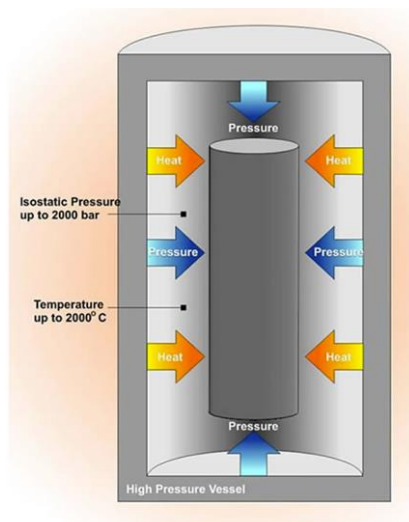 Pressure
Heat
Heat
Isostatic Pressure
up to 2000 bar
Pressure
Pressure
Temperature
up to 2000°C
Heat
Heat
Pressure
High Pressure Vessel